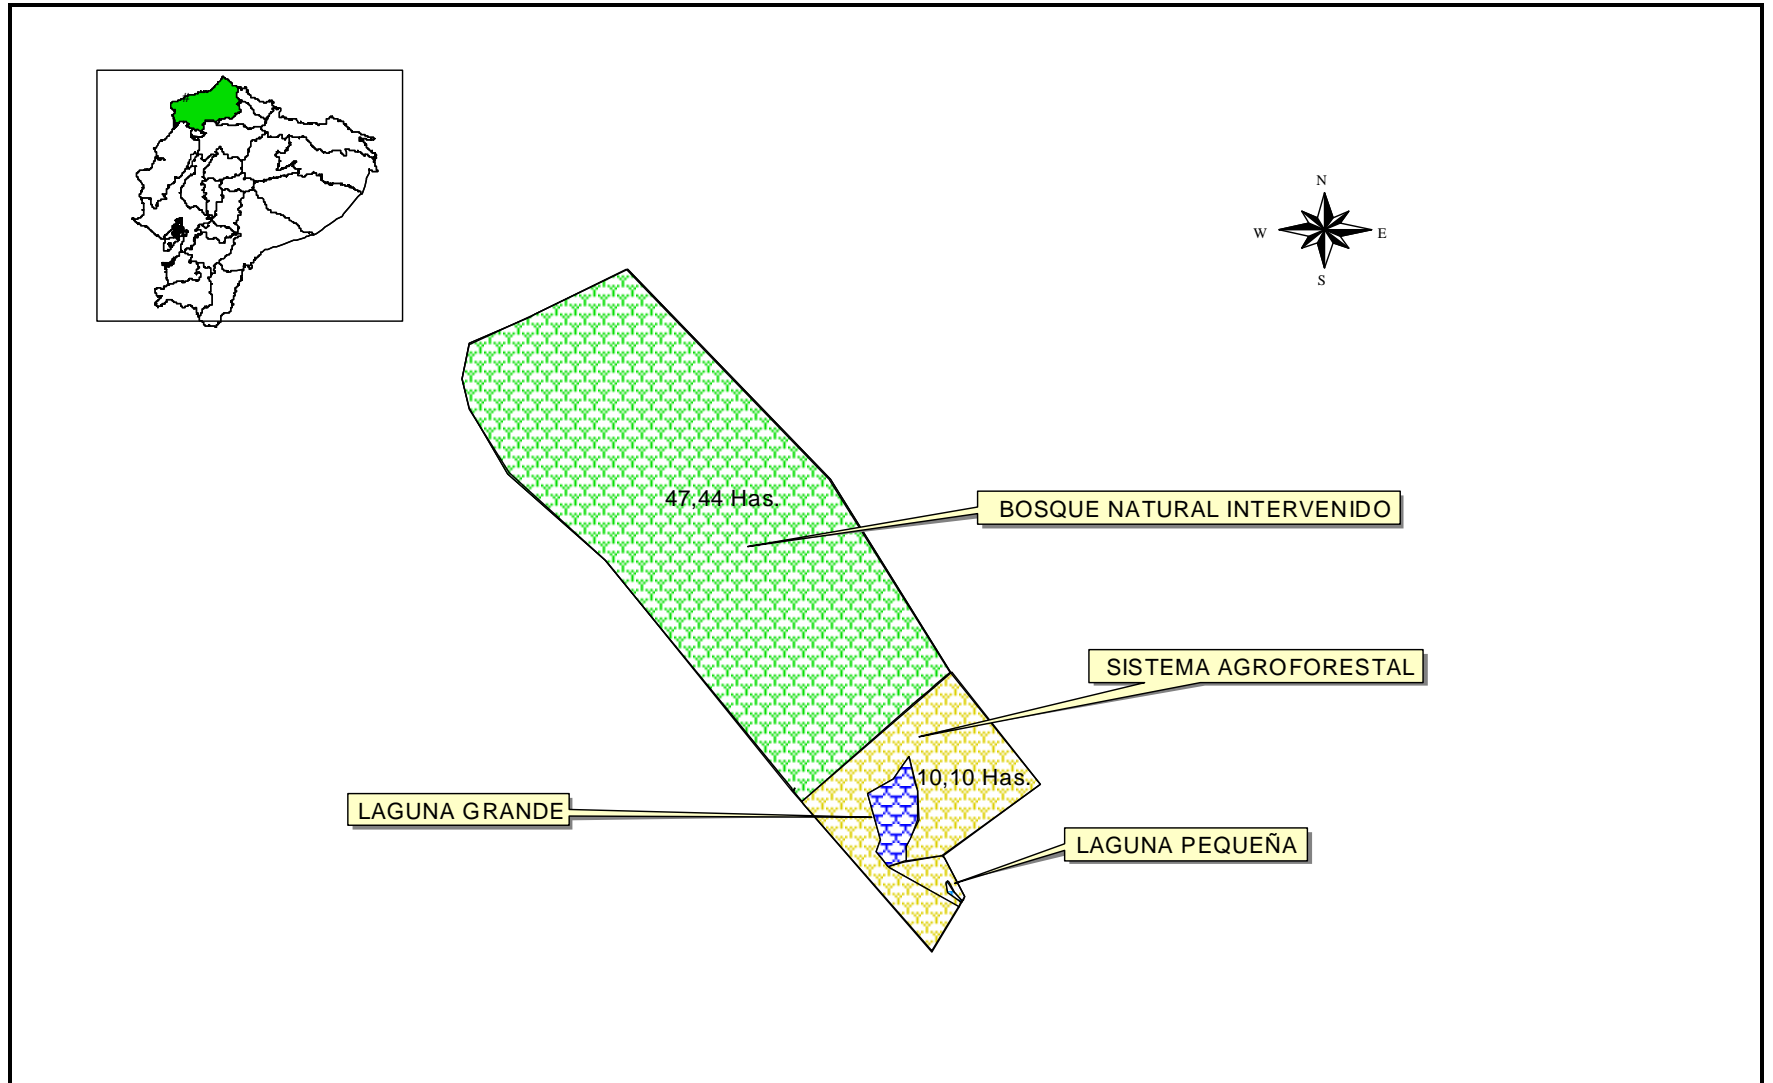 N
W
E
S
47,44 Has.
BOSQUE NATURAL INTERVENIDO
SISTEMA AGROFORESTAL
10,10 Has.
LAGUNA GRANDE
LAGUNA PEQUEÑA